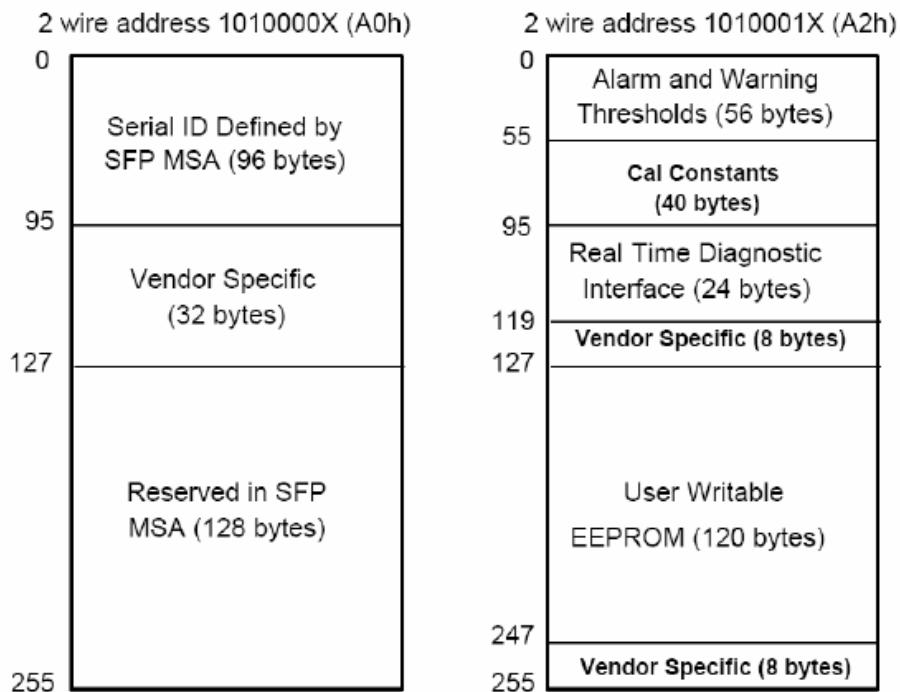 2 wire address 1010000X (A0h)
0
Serial ID Defined by
SFP MSA (96 bytes)
95
Vendor Specific
(32 bytes)
127
Reserved in SFP
MSA (128 bytes)
255
2 wire address 1010001X (A2h)
0
Alarm and Warning
Thresholds (56 bytes)
55
Cal Constants
(40 bytes)
95
Real Time Diagnostic
Interface (24 bytes)
119
Vendor Specific (8 bytes)
127
User Writable
EEPROM (120 bytes)
247
Vendor Specific (8 bytes)
255